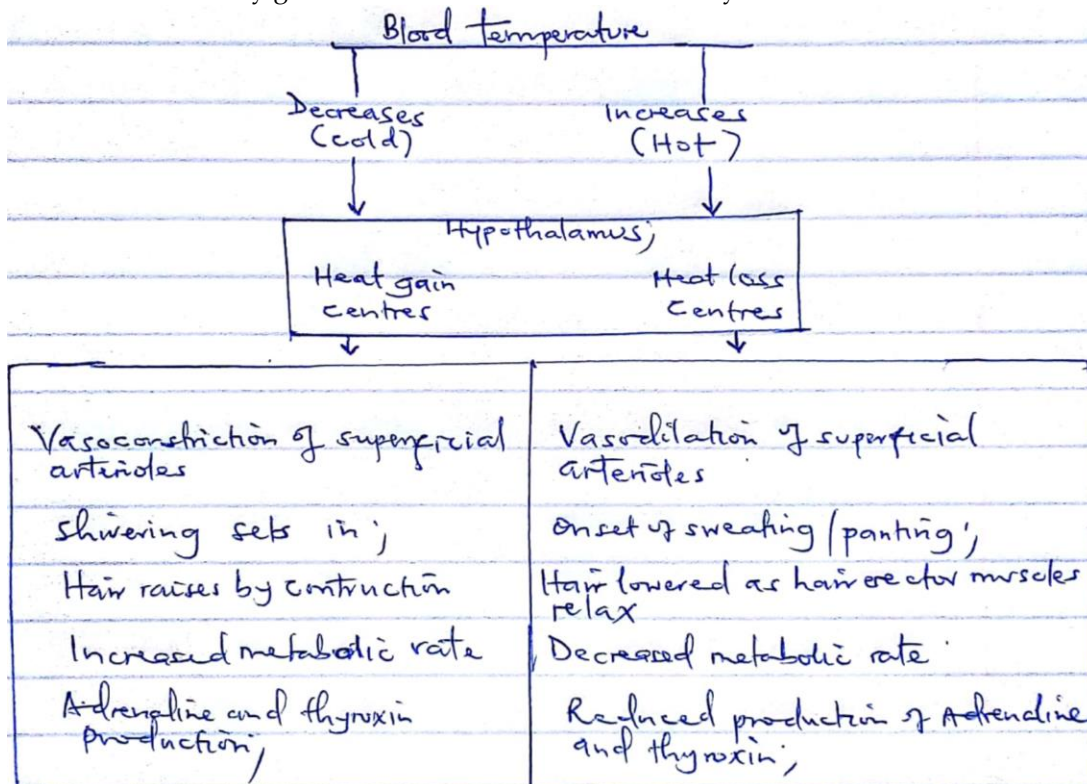 Blood temperature
Decreases
(cold)
Increases
(Hot)
Hypothalamus;
Heat gain
centres
Heat loss
centres
Vasoconstriction of superficial
arterioles
Shivering sets in;
Hair raises by contruction
Increased metabolic rate
Adrenaline and thyroxin
production;
Vasodilation of superficial
arterioles
onset of sweating / panting;
Hair lowered as hair erector muscles
relax
Decreased metabolic rate
Reduced production of Adrenaline
and thyroxin;